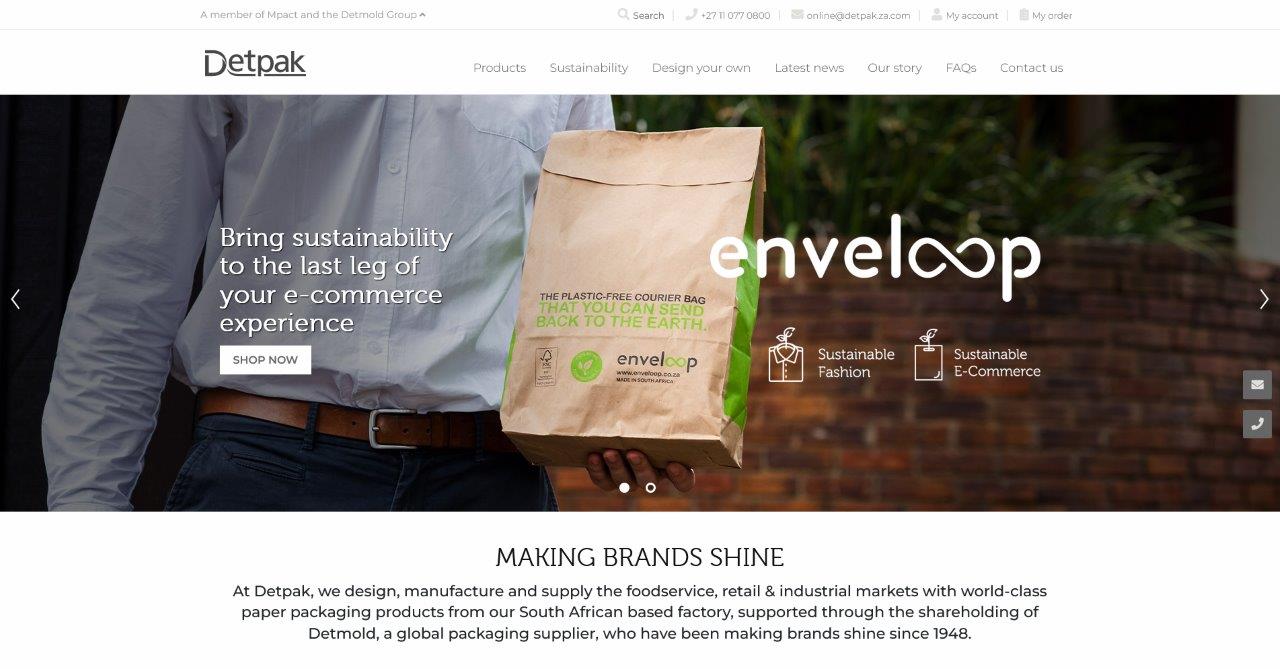 A member of Mpact and the Detmold Group
Search
+27 11 077 0800
online@detpak.za.com
My account
My order
Detpak
Products
Sustainability
Design your own
Latest news
Our story
FAQs
Contact us
Bring sustainability
to the last leg of
your e-commerce
experience
SHOP NOW
THE PLASTIC-FREE COURIER BAG
THAT YOU CAN SEND
BACK TO THE EARTH.
FSC
enveloop
www.enveloop.co.za
MADE IN SOUTH AFRICA
enveloop
Sustainable
Fashion
Sustainable
E-Commerce
MAKING BRANDS SHINE
At Detpak, we design, manufacture and supply the foodservice, retail & industrial markets with world-class
paper packaging products from our South African based factory, supported through the shareholding of
Detmold, a global packaging supplier, who have been making brands shine since 1948.